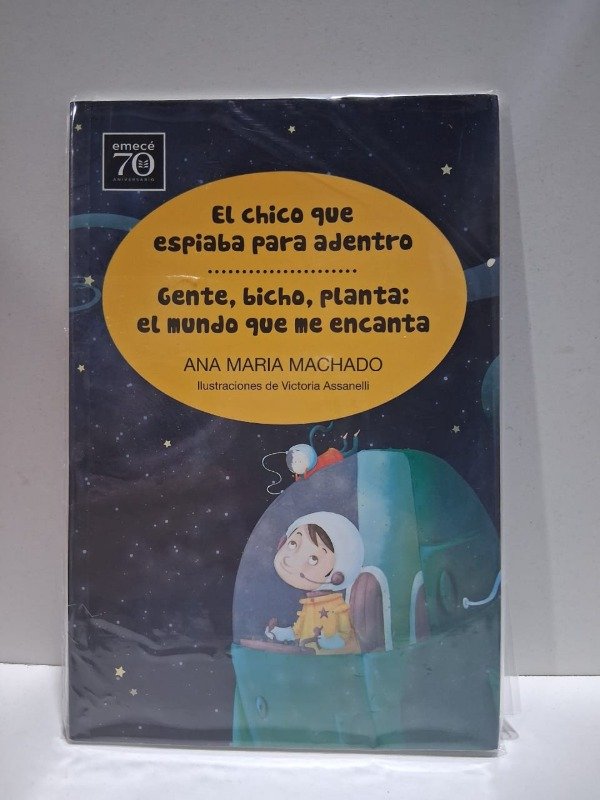 emecé
70
ANIVERSARIO
El chico que
espiaba para adentro
Gente, bicho, planta:
el mundo que me encanta
ANA MARIA MACHADO
Ilustraciones de Victoria Assanelli